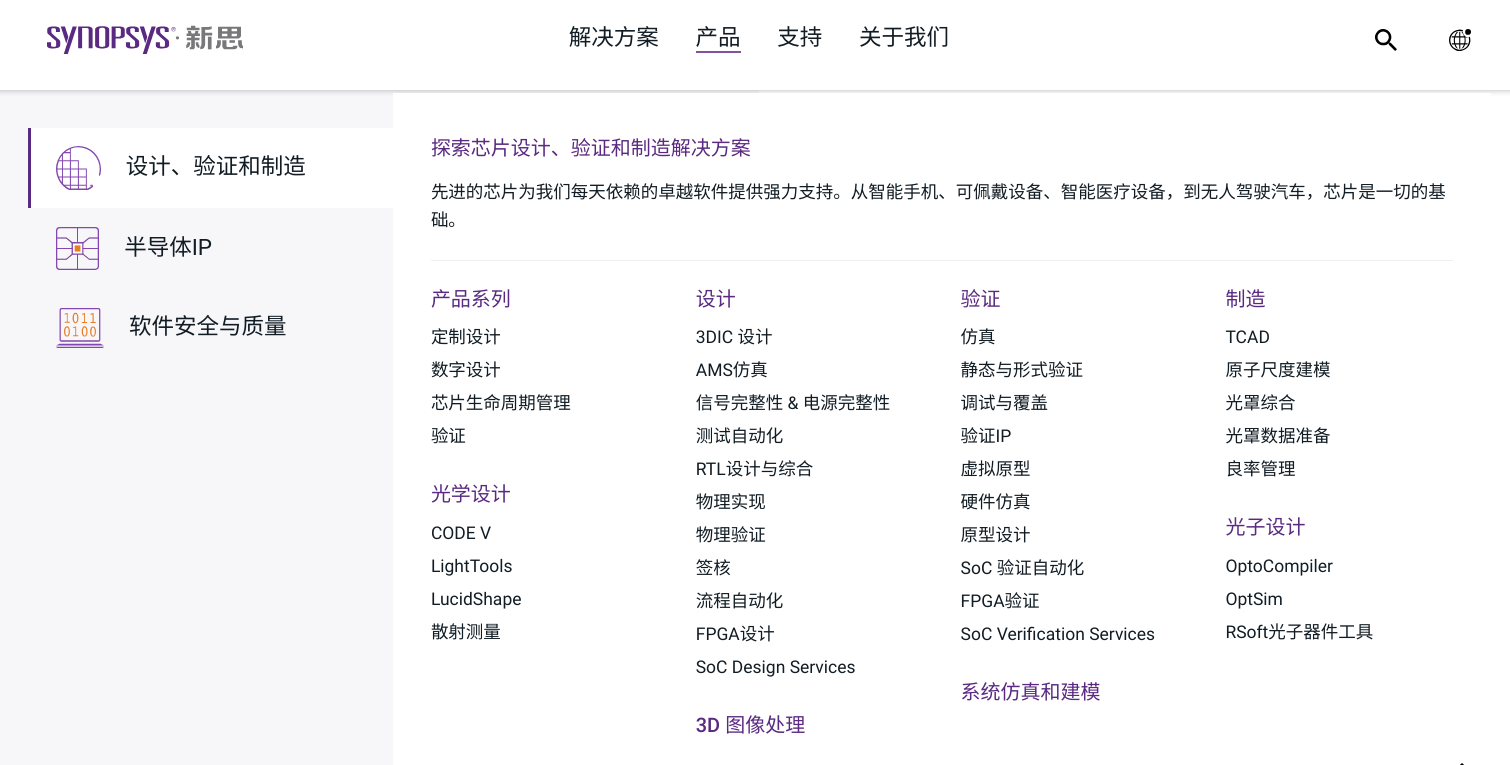 SYNOPSYS® 新思
解决方案
产品
支持
关于我们
设计、验证和制造
半导体IP
1011
0100
软件安全与质量
探索芯片设计、验证和制造解决方案
先进的芯片为我们每天依赖的卓越软件提供强力支持。从智能手机、可佩戴设备、智能医疗设备，到无人驾驶汽车，芯片是一切的基
础。
产品系列
定制设计
数字设计
芯片生命周期管理
验证
光学设计
CODE V
LightTools
LucidShape
散射测量
设计
3DIC 设计
AMS仿真
信号完整性 & 电源完整性
测试自动化
RTL设计与综合
物理实现
物理验证
签核
流程自动化
FPGA设计
SoC Design Services
3D 图像处理
验证
仿真
静态与形式验证
调试与覆盖
验证IP
虚拟原型
硬件仿真
原型设计
SoC 验证自动化
FPGA验证
SoC Verification Services
系统仿真和建模
制造
TCAD
原子尺度建模
光罩综合
光罩数据准备
良率管理
光子设计
OptoCompiler
OptSim
RSoft光子器件工具